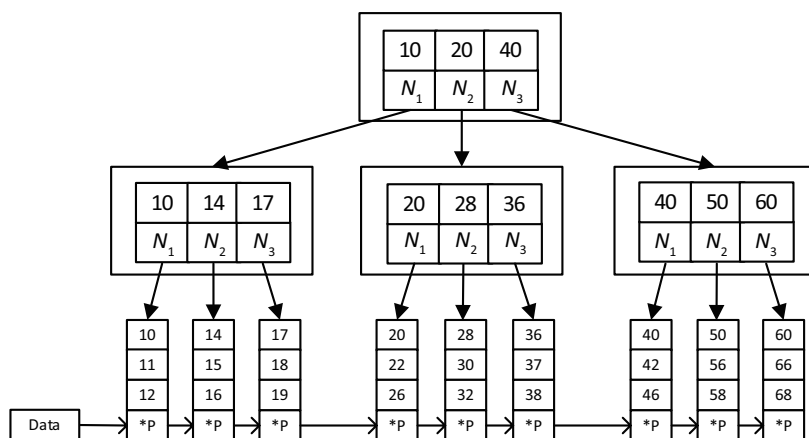 10 20 40
N1 N2 N3
10 14 17
N1 N2 N3
20 28 36
N1 N2 N3
40 50 60
N1 N2 N3
10 14 17
11 15 18
12 16 19
20 28 36
22 30 37
26 32 38
40 50 60
42 56 66
46 58 68
Data *P *P *P *P *P *P *P *P *P